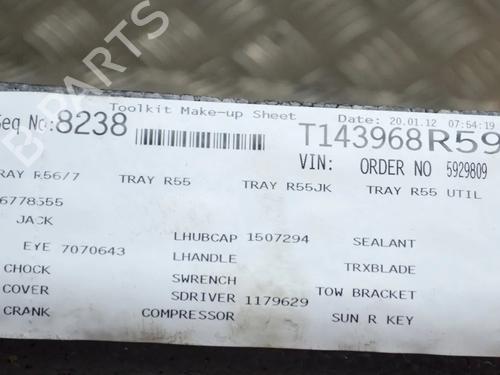 Toolkit Make-up Sheet
Date: 20.01.12 07:54:19
Seq No:8238
T143968R59
VIN: ORDER NO 5929809
RAY R56/7 TRAY R55 TRAY R55JK TRAY R55 UTIL
6778555
JACK
LHUBCAP 1507294 SEALANT
EYE 7070643
LHANDLE TRXBLADE
CHOCK
SWRENCH
COVER
SDRIVER 1179629 TOW BRACKET
CRANK COMPRESSOR SUN R KEY
B PARTS